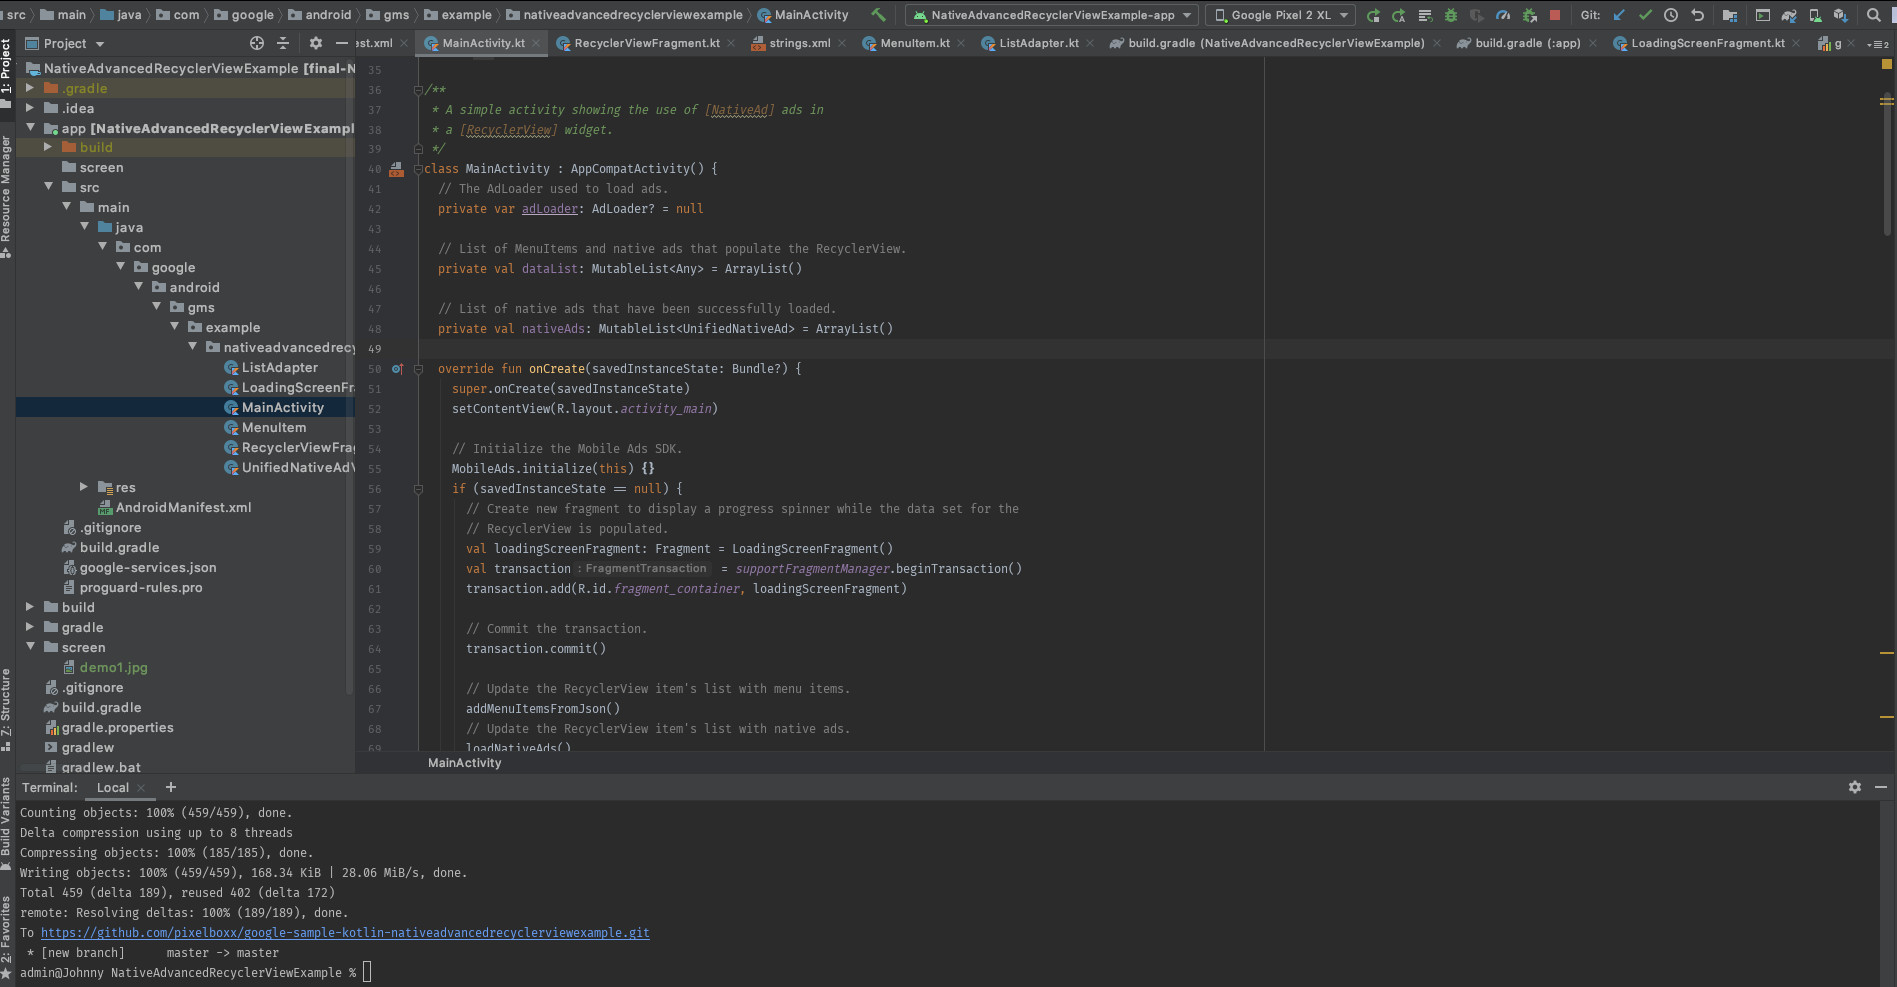 src main java com google android gms example nativeadvancedrecyclerviewexample MainActivity NativeAdvancedRecyclerViewExample-app Google Pixel 2 XL Git:
Project est.xml MainActivity.kt RecyclerViewFragment.kt strings.xml MenuItem.kt ListAdapter.kt build.gradle (NativeAdvancedRecyclerViewExample) build.gradle (:app) LoadingScreenFragment.kt g 2
1: Project
Resource Manager
Z: Structure
Build Variants
2: Favorites
NativeAdvancedRecyclerViewExample [final-N
.gradle
.idea
app [NativeAdvancedRecyclerViewExampl
build
screen
src
main
java
com
google
android
gms
example
nativeadvancedrecy
ListAdapter
LoadingScreenFra
MainActivity
MenuItem
RecyclerViewFrag
UnifiedNativeAdV
res
AndroidManifest.xml
.gitignore
build.gradle
google-services.json
proguard-rules.pro
build
gradle
screen
demo1.jpg
.gitignore
build.gradle
gradle.properties
gradlew
gradlew.bat
35
36 /**
37 * A simple activity showing the use of [NativeAd] ads in
38 * a [RecyclerView] widget.
39 */
40 class MainActivity : AppCompatActivity() {
41 // The AdLoader used to load ads.
42 private var adLoader: AdLoader? = null
43
44 // List of MenuItems and native ads that populate the RecyclerView.
45 private val dataList: MutableList<Any> = ArrayList()
46
47 // List of native ads that have been successfully loaded.
48 private val nativeAds: MutableList<UnifiedNativeAd> = ArrayList()
49
50 override fun onCreate(savedInstanceState: Bundle?) {
51 super.onCreate(savedInstanceState)
52 setContentView(R.layout.activity_main)
53
54 // Initialize the Mobile Ads SDK.
55 MobileAds.initialize(this) {}
56 if (savedInstanceState == null) {
57 // Create new fragment to display a progress spinner while the data set for the
58 // RecyclerView is populated.
59 val loadingScreenFragment: Fragment = LoadingScreenFragment()
60 val transaction : FragmentTransaction = supportFragmentManager.beginTransaction()
61 transaction.add(R.id.fragment_container, loadingScreenFragment)
62
63 // Commit the transaction.
64 transaction.commit()
65
66 // Update the RecyclerView item's list with menu items.
67 addMenuItemsFromJson()
68 // Update the RecyclerView item's list with native ads.
69 loadNativeAds()
MainActivity
Terminal: Local +
Counting objects: 100% (459/459), done.
Delta compression using up to 8 threads
Compressing objects: 100% (185/185), done.
Writing objects: 100% (459/459), 168.34 KiB | 28.06 MiB/s, done.
Total 459 (delta 189), reused 402 (delta 172)
remote: Resolving deltas: 100% (189/189), done.
To https://github.com/pixelboxx/google-sample-kotlin-nativeadvancedrecyclerviewexample.git
* [new branch] master -> master
admin@Johnny NativeAdvancedRecyclerViewExample %